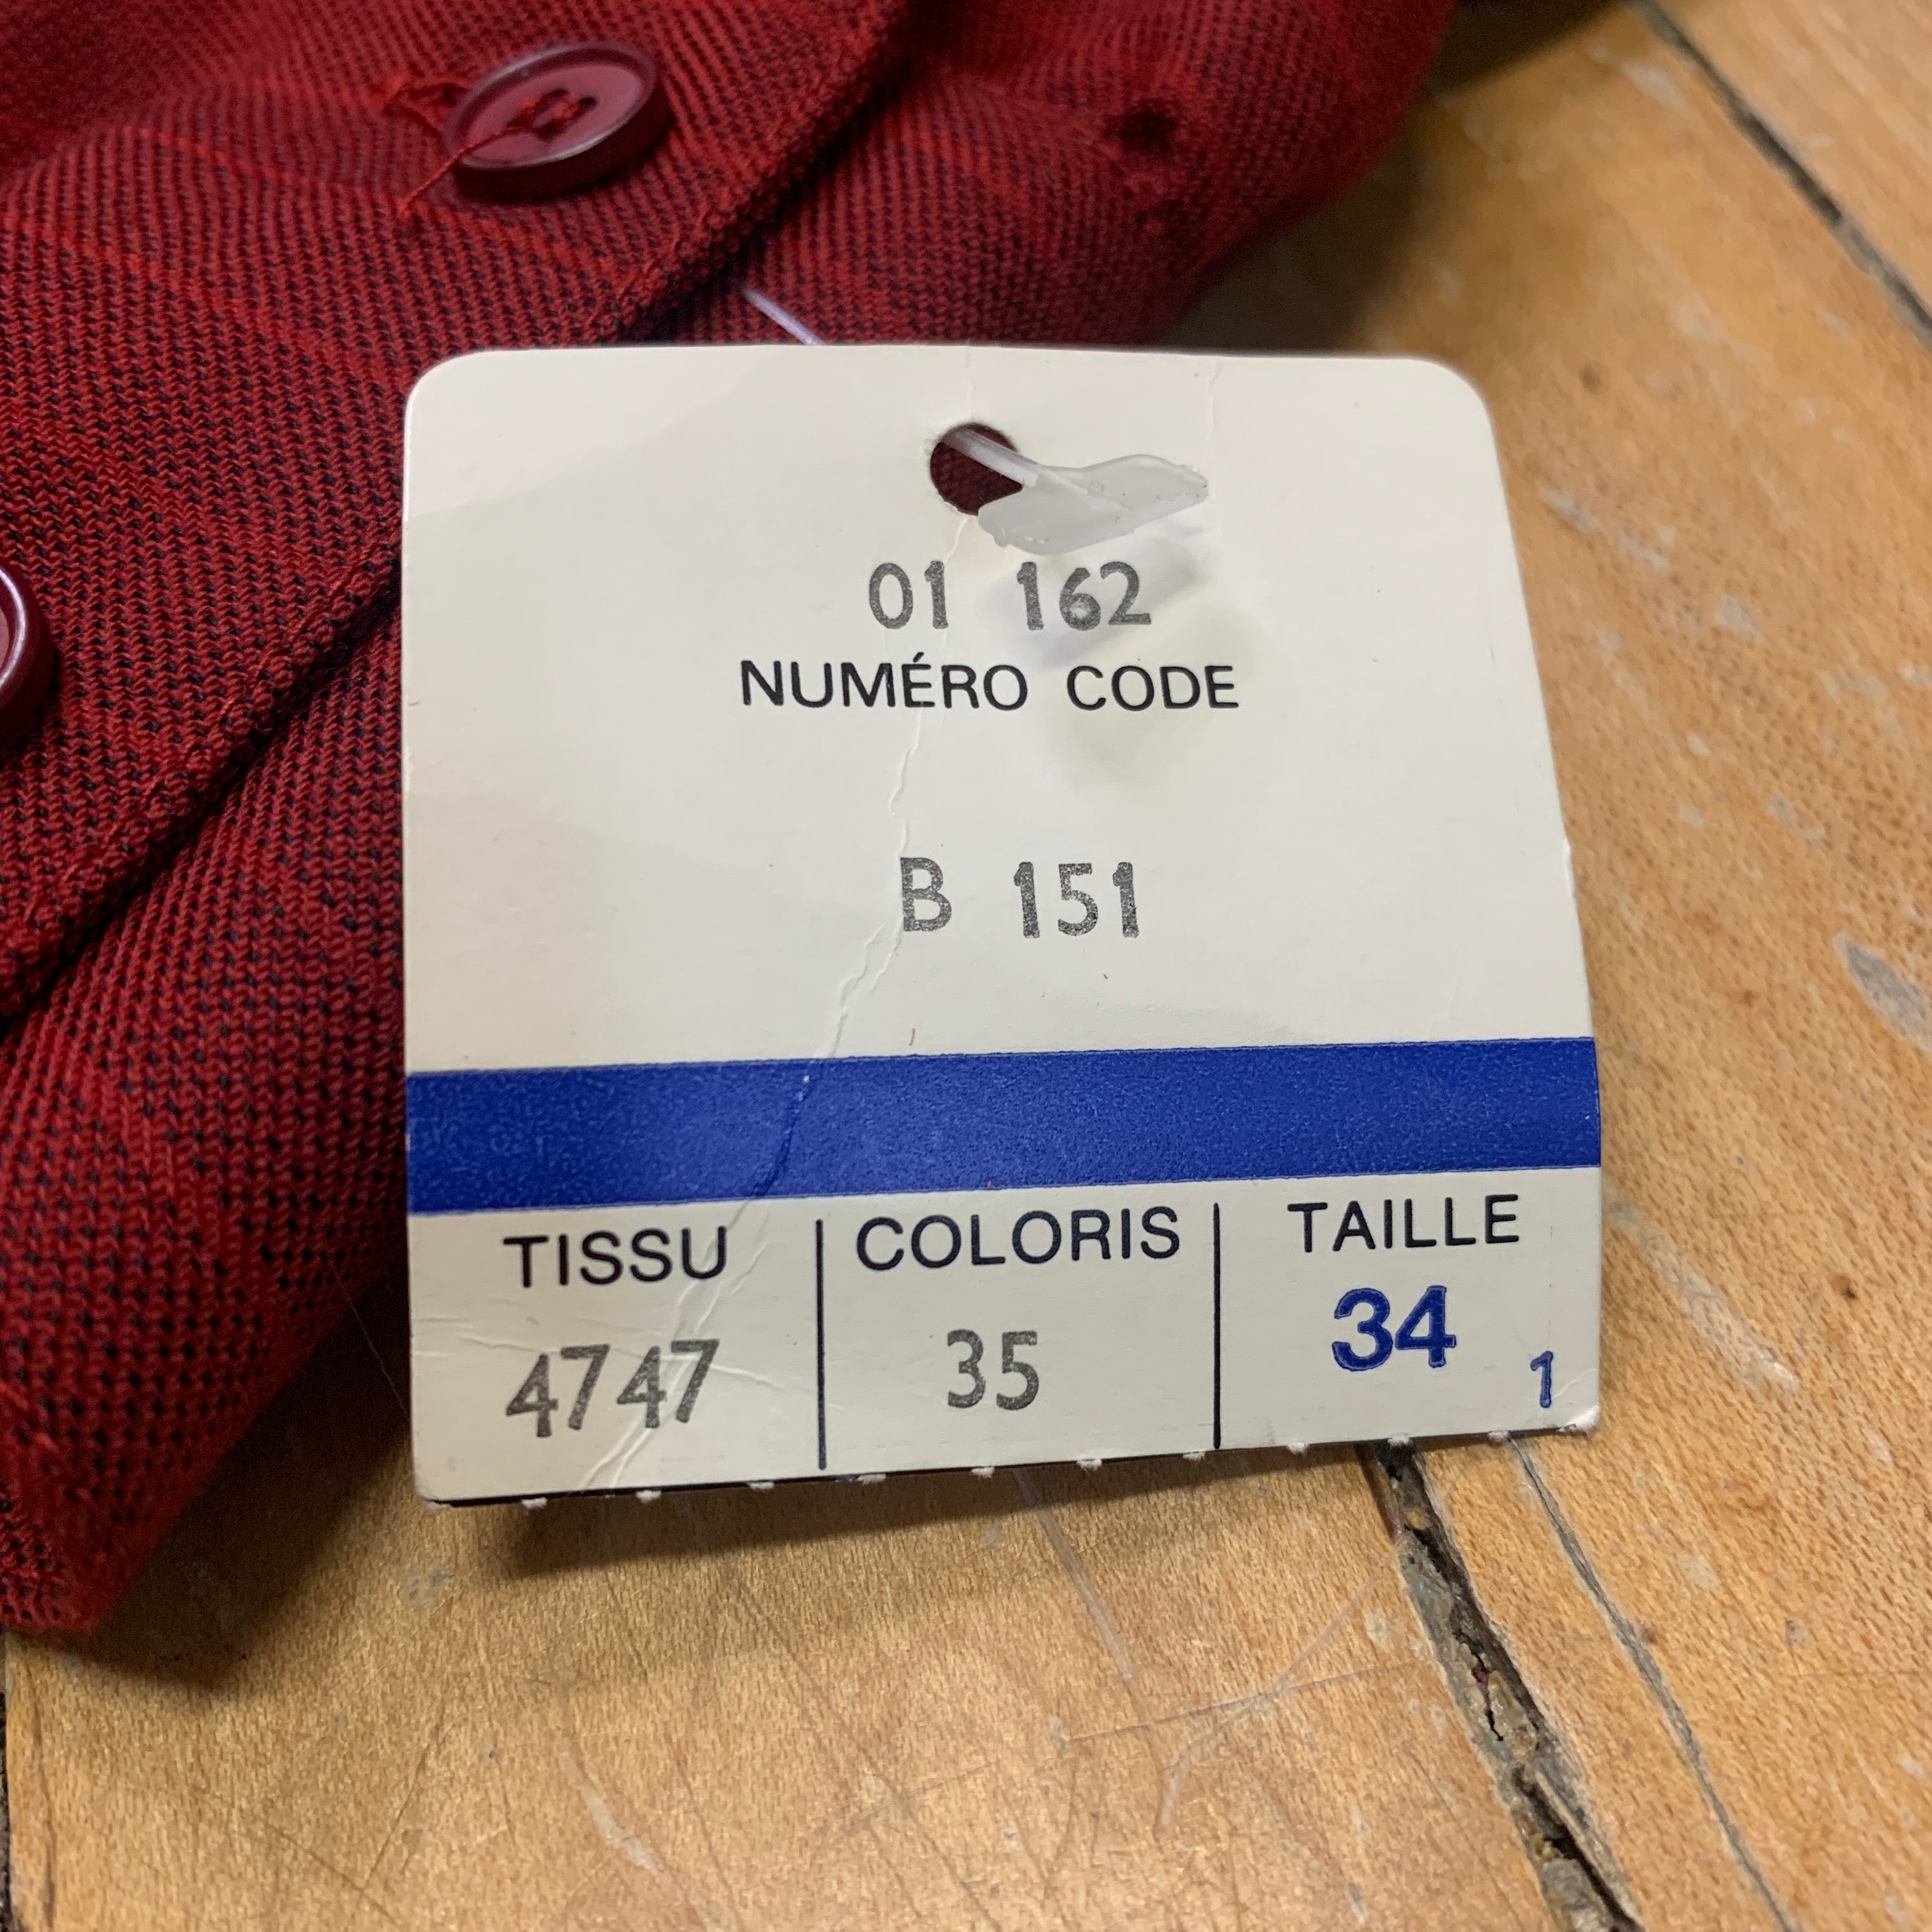 01 162
NUMÉRO CODE
B 151
TISSU COLORIS TAILLE
4747 35 34 1